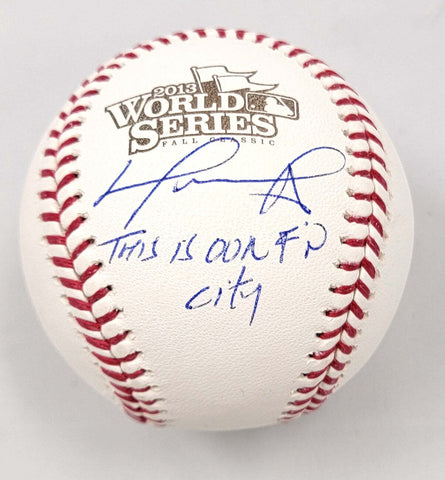 2013
WORLD
SERIES
FALL CLASSIC
THIS IS OUR F'N
City